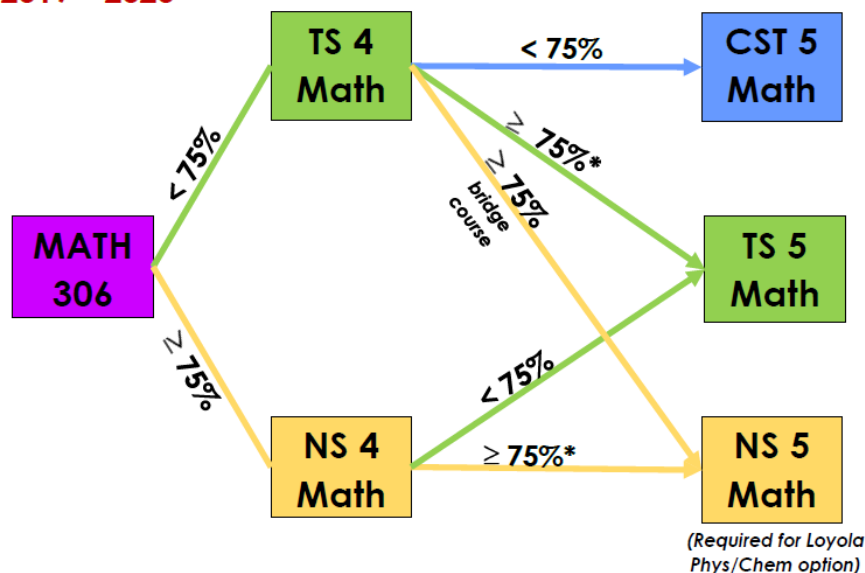 TS 4
Math
< 75%
CST 5
Math
< 75%
≥ 75%*
≥ 75%
bridge
course
MATH
306
TS 5
Math
≥ 75%
< 75%
NS 4
Math
≥ 75%*
NS 5
Math
(Required for Loyola
Phys/Chem option)